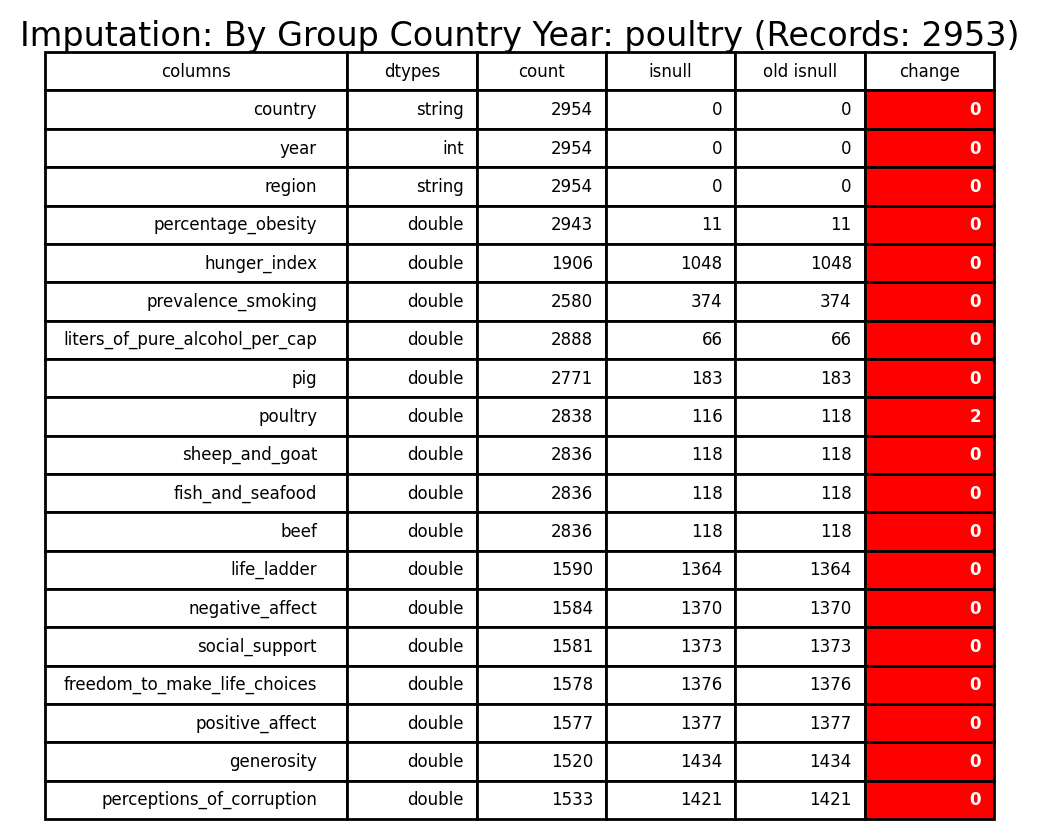 Imputation: By Group Country Year: poultry (Records: 2953)
columns dtypes count isnull old isnull change
country string 2954 0 0 0
year int 2954 0 0 0
region string 2954 0 0 0
percentage_obesity double 2943 11 11 0
hunger_index double 1906 1048 1048 0
prevalence_smoking double 2580 374 374 0
liters_of_pure_alcohol_per_cap double 2888 66 66 0
pig double 2771 183 183 0
poultry double 2838 116 118 2
sheep_and_goat double 2836 118 118 0
fish_and_seafood double 2836 118 118 0
beef double 2836 118 118 0
life_ladder double 1590 1364 1364 0
negative_affect double 1584 1370 1370 0
social_support double 1581 1373 1373 0
freedom_to_make_life_choices double 1578 1376 1376 0
positive_affect double 1577 1377 1377 0
generosity double 1520 1434 1434 0
perceptions_of_corruption double 1533 1421 1421 0